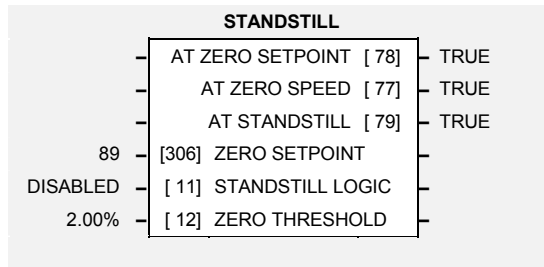 STANDSTILL
AT ZERO SETPOINT [ 78] – TRUE
AT ZERO SPEED [ 77] – TRUE
AT STANDSTILL [ 79] – TRUE
89 – [306] ZERO SETPOINT
DISABLED – [ 11] STANDSTILL LOGIC
2.00% – [ 12] ZERO THRESHOLD